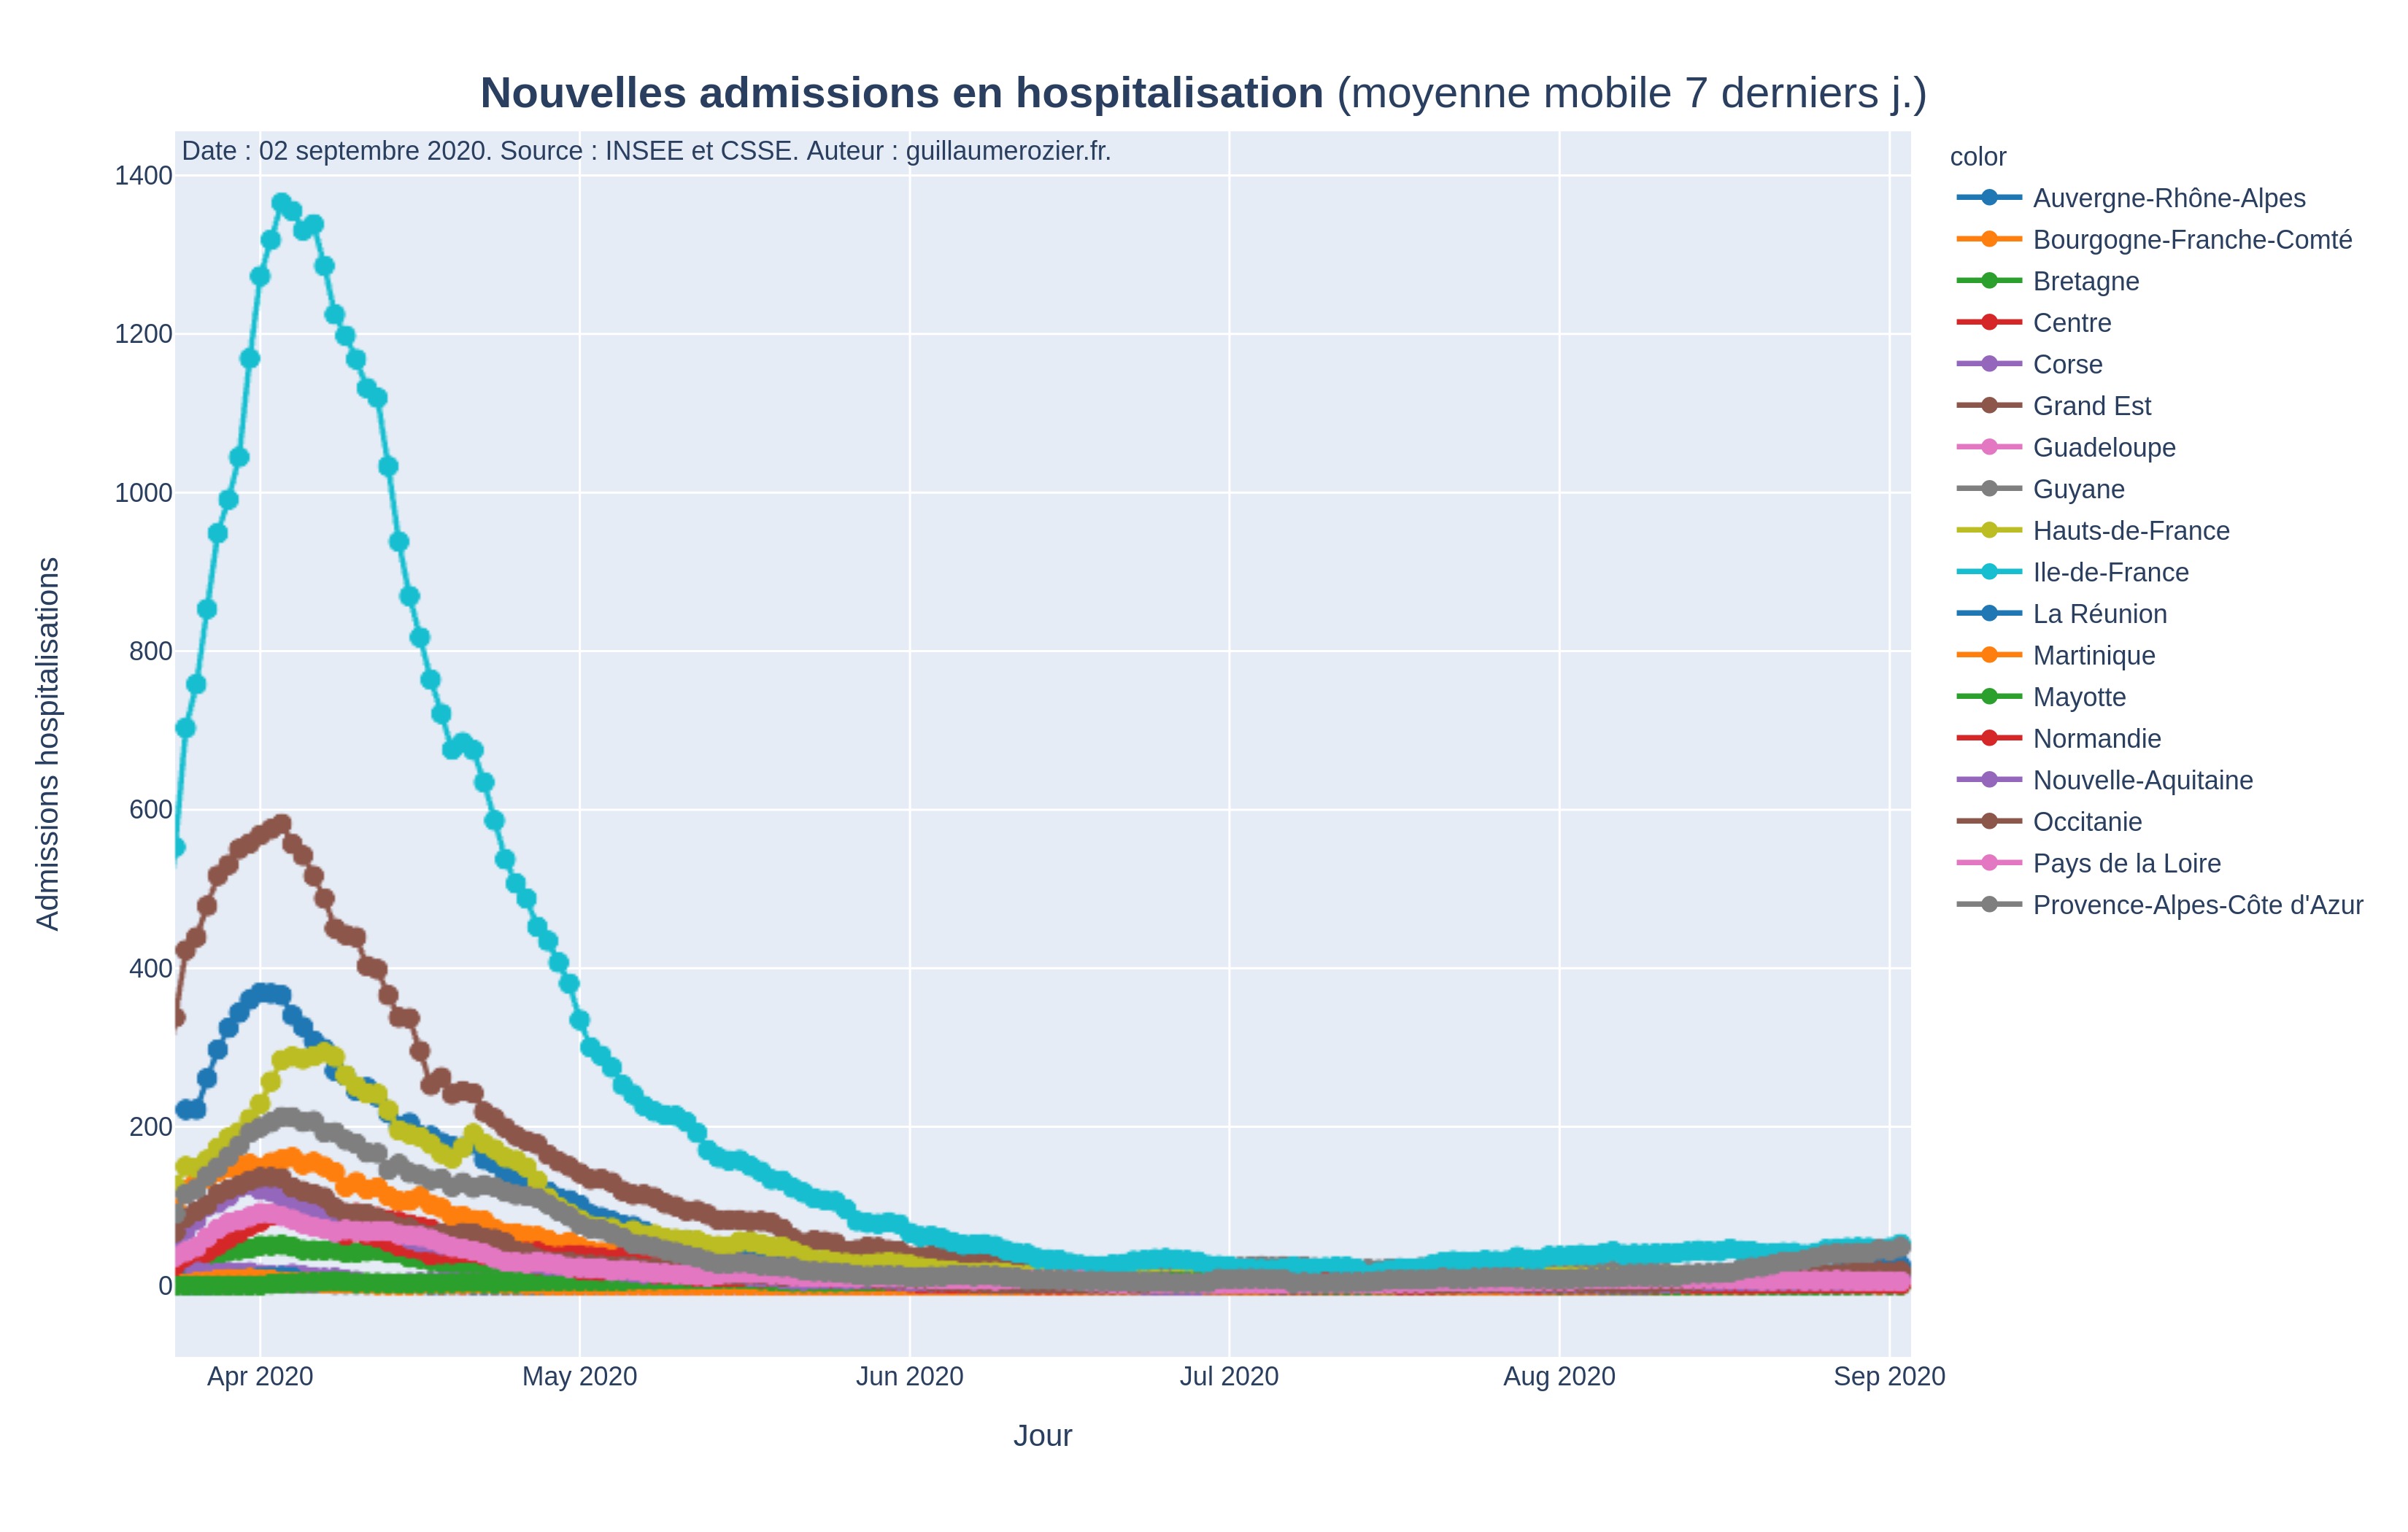 Nouvelles admissions en hospitalisation (moyenne mobile 7 derniers j.)
Date : 02 septembre 2020. Source : INSEE et CSSE. Auteur : guillaumerozier.fr.
1400
1200
1000
800
600
400
200
0
Admissions hospitalisations
Apr 2020 May 2020 Jun 2020 Jul 2020 Aug 2020 Sep 2020
Jour
color
Auvergne-Rhône-Alpes
Bourgogne-Franche-Comté
Bretagne
Centre
Corse
Grand Est
Guadeloupe
Guyane
Hauts-de-France
Ile-de-France
La Réunion
Martinique
Mayotte
Normandie
Nouvelle-Aquitaine
Occitanie
Pays de la Loire
Provence-Alpes-Côte d'Azur